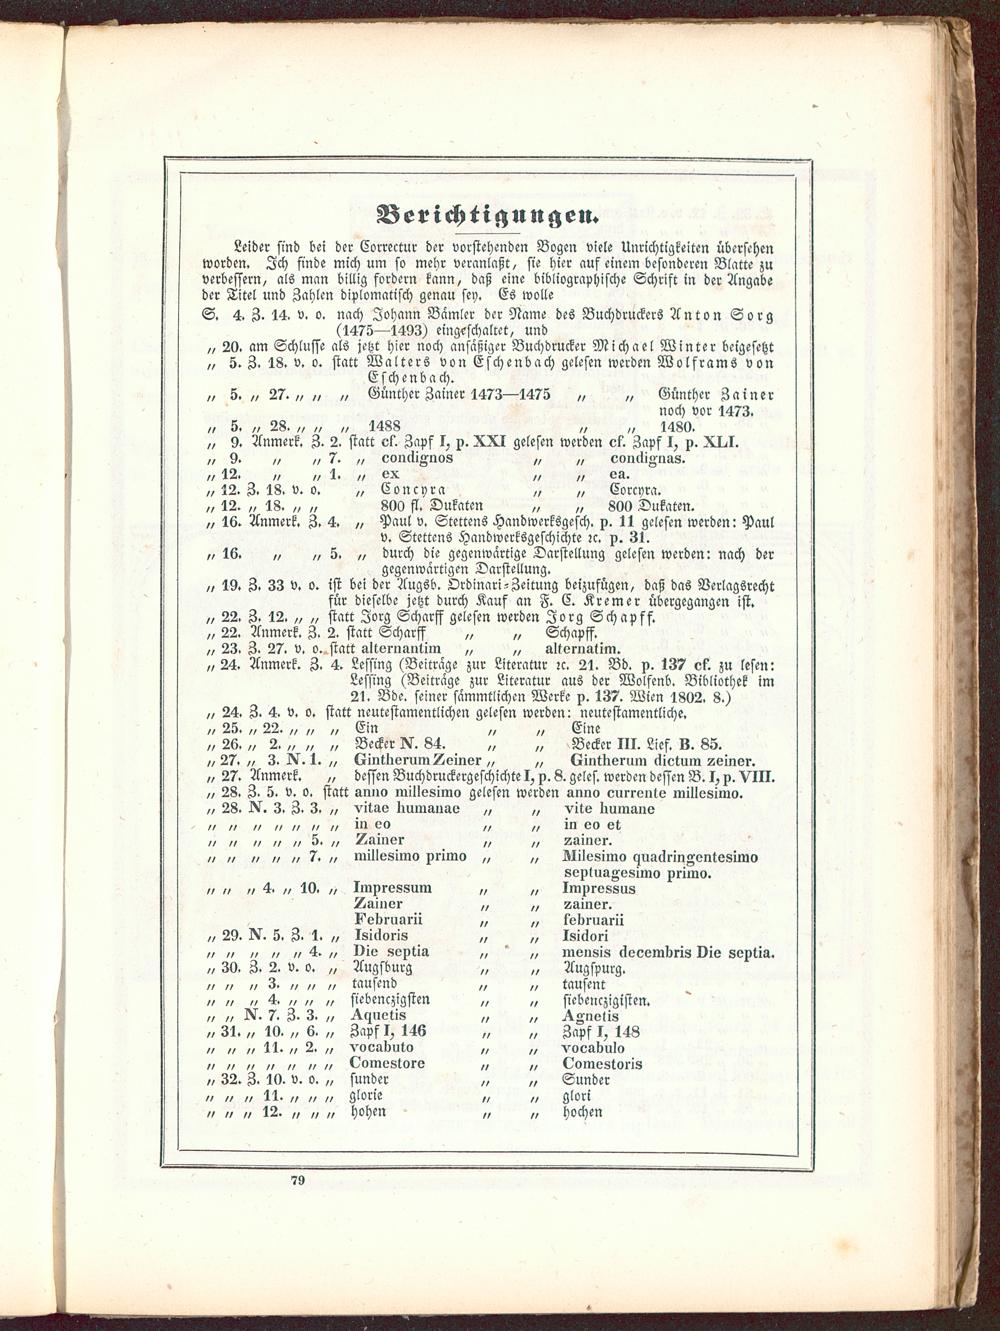 Berichtigungen.
Leider sind bei der Correctur der vorstehenden Bogen viele Unrichtigkeiten übersehen
worden. Ich finde mich um so mehr veranlaßt, sie hier auf einem besonderen Blatte zu
verbessern, als man billig fordern kann, daß eine bibliographische Schrift in der Angabe
der Titel und Zahlen diplomatisch genau sey. Es wolle
S. 4. Z. 14. v. o. nach Johann Bämler der Name des Buchdruckers Anton Sorg
(1475—1493) eingeschaltet, und
„ 20. am Schlusse als jetzt hier noch ansäßiger Buchdrucker Michael Winter beigesetzt
„ 5. Z. 18. v. o. statt Walters von Eschenbach gelesen werden Wolframs von
Eschenbach.
„ 5. „ 27. „ „ „ Günther Zainer 1473—1475 „ „ Günther Zainer
noch vor 1473.
„ 5. „ 28. „ „ „ 1488 „ „ 1480.
„ 9. Anmerk. Z. 2. statt cf. Zapf I, p. XXI gelesen werden cf. Zapf I, p. XLI.
„ 9. „ „ 7. „ condignos „ „ condignas.
„ 12. „ „ 1. „ ex „ „ ea.
„ 12. Z. 18. v. o. „ Concyra „ „ Corcyra.
„ 12. „ 18. „ „ 800 fl. Dukaten „ „ 800 Dukaten.
„ 16. Anmerk. Z. 4. „ Paul v. Stettens Handwerksgesch. p. 11 gelesen werden: Paul
v. Stettens Handwerksgeschichte ꝛc. p. 31.
„ 16. „ „ 5. „ durch die gegenwärtige Darstellung gelesen werden: nach der
gegenwärtigen Darstellung.
„ 19. Z. 33 v. o. ist bei der Augsb. Ordinari-Zeitung beizufügen, daß das Verlagsrecht
für dieselbe jetzt durch Kauf an F. C. Kremer übergegangen ist.
„ 22. Z. 12. „ „ statt Jorg Scharff gelesen werden Jorg Schapff.
„ 22. Anmerk. Z. 2. statt Scharff „ „ Schapff.
„ 23. Z. 27. v. o. statt alternantim „ „ alternatim.
„ 24. Anmerk. Z. 4. Lessing (Beiträge zur Literatur ꝛc. 21. Bd. p. 137 cf. zu lesen:
Lessing (Beiträge zur Literatur aus der Wolfenb. Bibliothek im
21. Bde. seiner sämmtlichen Werke p. 137. Wien 1802. 8.)
„ 24. Z. 4. v. o. statt neutestamentlichen gelesen werden: neutestamentliche.
„ 25. „ 22. „ „ „ Ein „ „ Eine
„ 26. „ 2. „ „ „ Becker N. 84. „ „ Becker III. Lief. B. 85.
„ 27. „ 3. N. 1. „ Gintherum Zeiner „ „ Gintherum dictum zeiner.
„ 27. Anmerk. „ dessen Buchdruckergeschichte I, p. 8. geles. werden dessen B. I, p. VIII.
„ 28. Z. 5. v. o. statt anno millesimo gelesen werden anno currente millesimo.
„ 28. N. 3. Z. 3. „ vitae humanae „ „ vite humane
„ „ „ „ „ „ „ in eo „ „ in eo et
„ „ „ „ „ 5. „ Zainer „ „ zainer.
„ „ „ „ „ 7. „ millesimo primo „ „ Milesimo quadringentesimo
septuagesimo primo.
„ „ „ 4. „ 10. „ Impressum „ „ Impressus
Zainer „ „ zainer.
Februarii „ „ februarii
„ 29. N. 5. Z. 1. „ Isidoris „ „ Isidori
„ „ „ „ „ 4. „ Die septia „ „ mensis decembris Die septia.
„ 30. Z. 2. v. o. „ Augsburg „ „ Augspurg.
„ „ „ 3. „ „ „ tausend „ „ tausent
„ „ „ 4. „ „ „ siebenczigsten „ „ siebenczigisten.
„ „ N. 7. Z. 3. „ Aquetis „ „ Agnetis
„ 31. „ 10. „ 6. „ Zapf I, 146 „ „ Zapf I, 148
„ „ „ 11. „ 2. „ vocabuto „ „ vocabulo
„ „ „ „ „ „ „ Comestore „ „ Comestoris
„ 32. Z. 10. v. o. „ sunder „ „ Sunder
„ „ „ 11. „ „ „ glorie „ „ glori
„ „ „ 12. „ „ „ hohen „ „ hochen
79